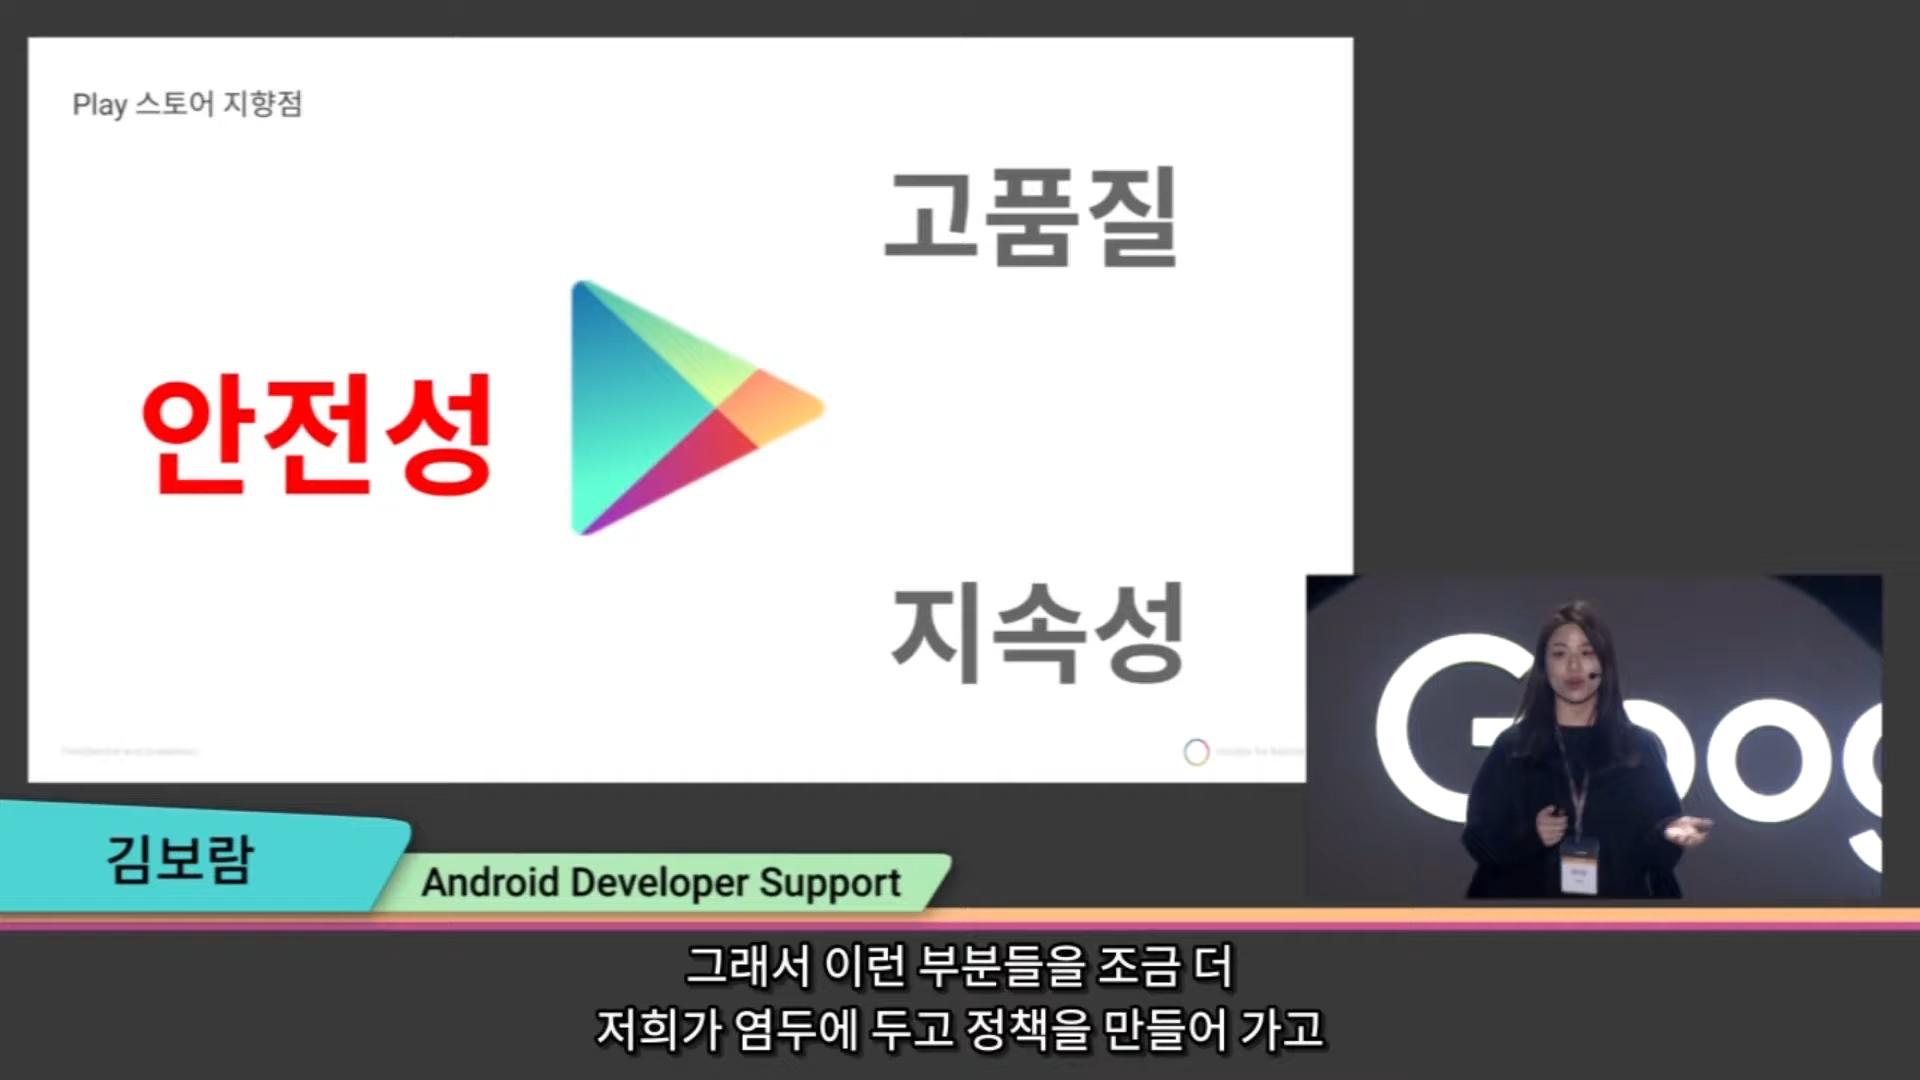 Play 스토어 지향점
고품질
안전성
지속성
Goog
김보람
Android Developer Support
그래서 이런 부분들을 조금 더
저희가 염두에 두고 정책을 만들어 가고